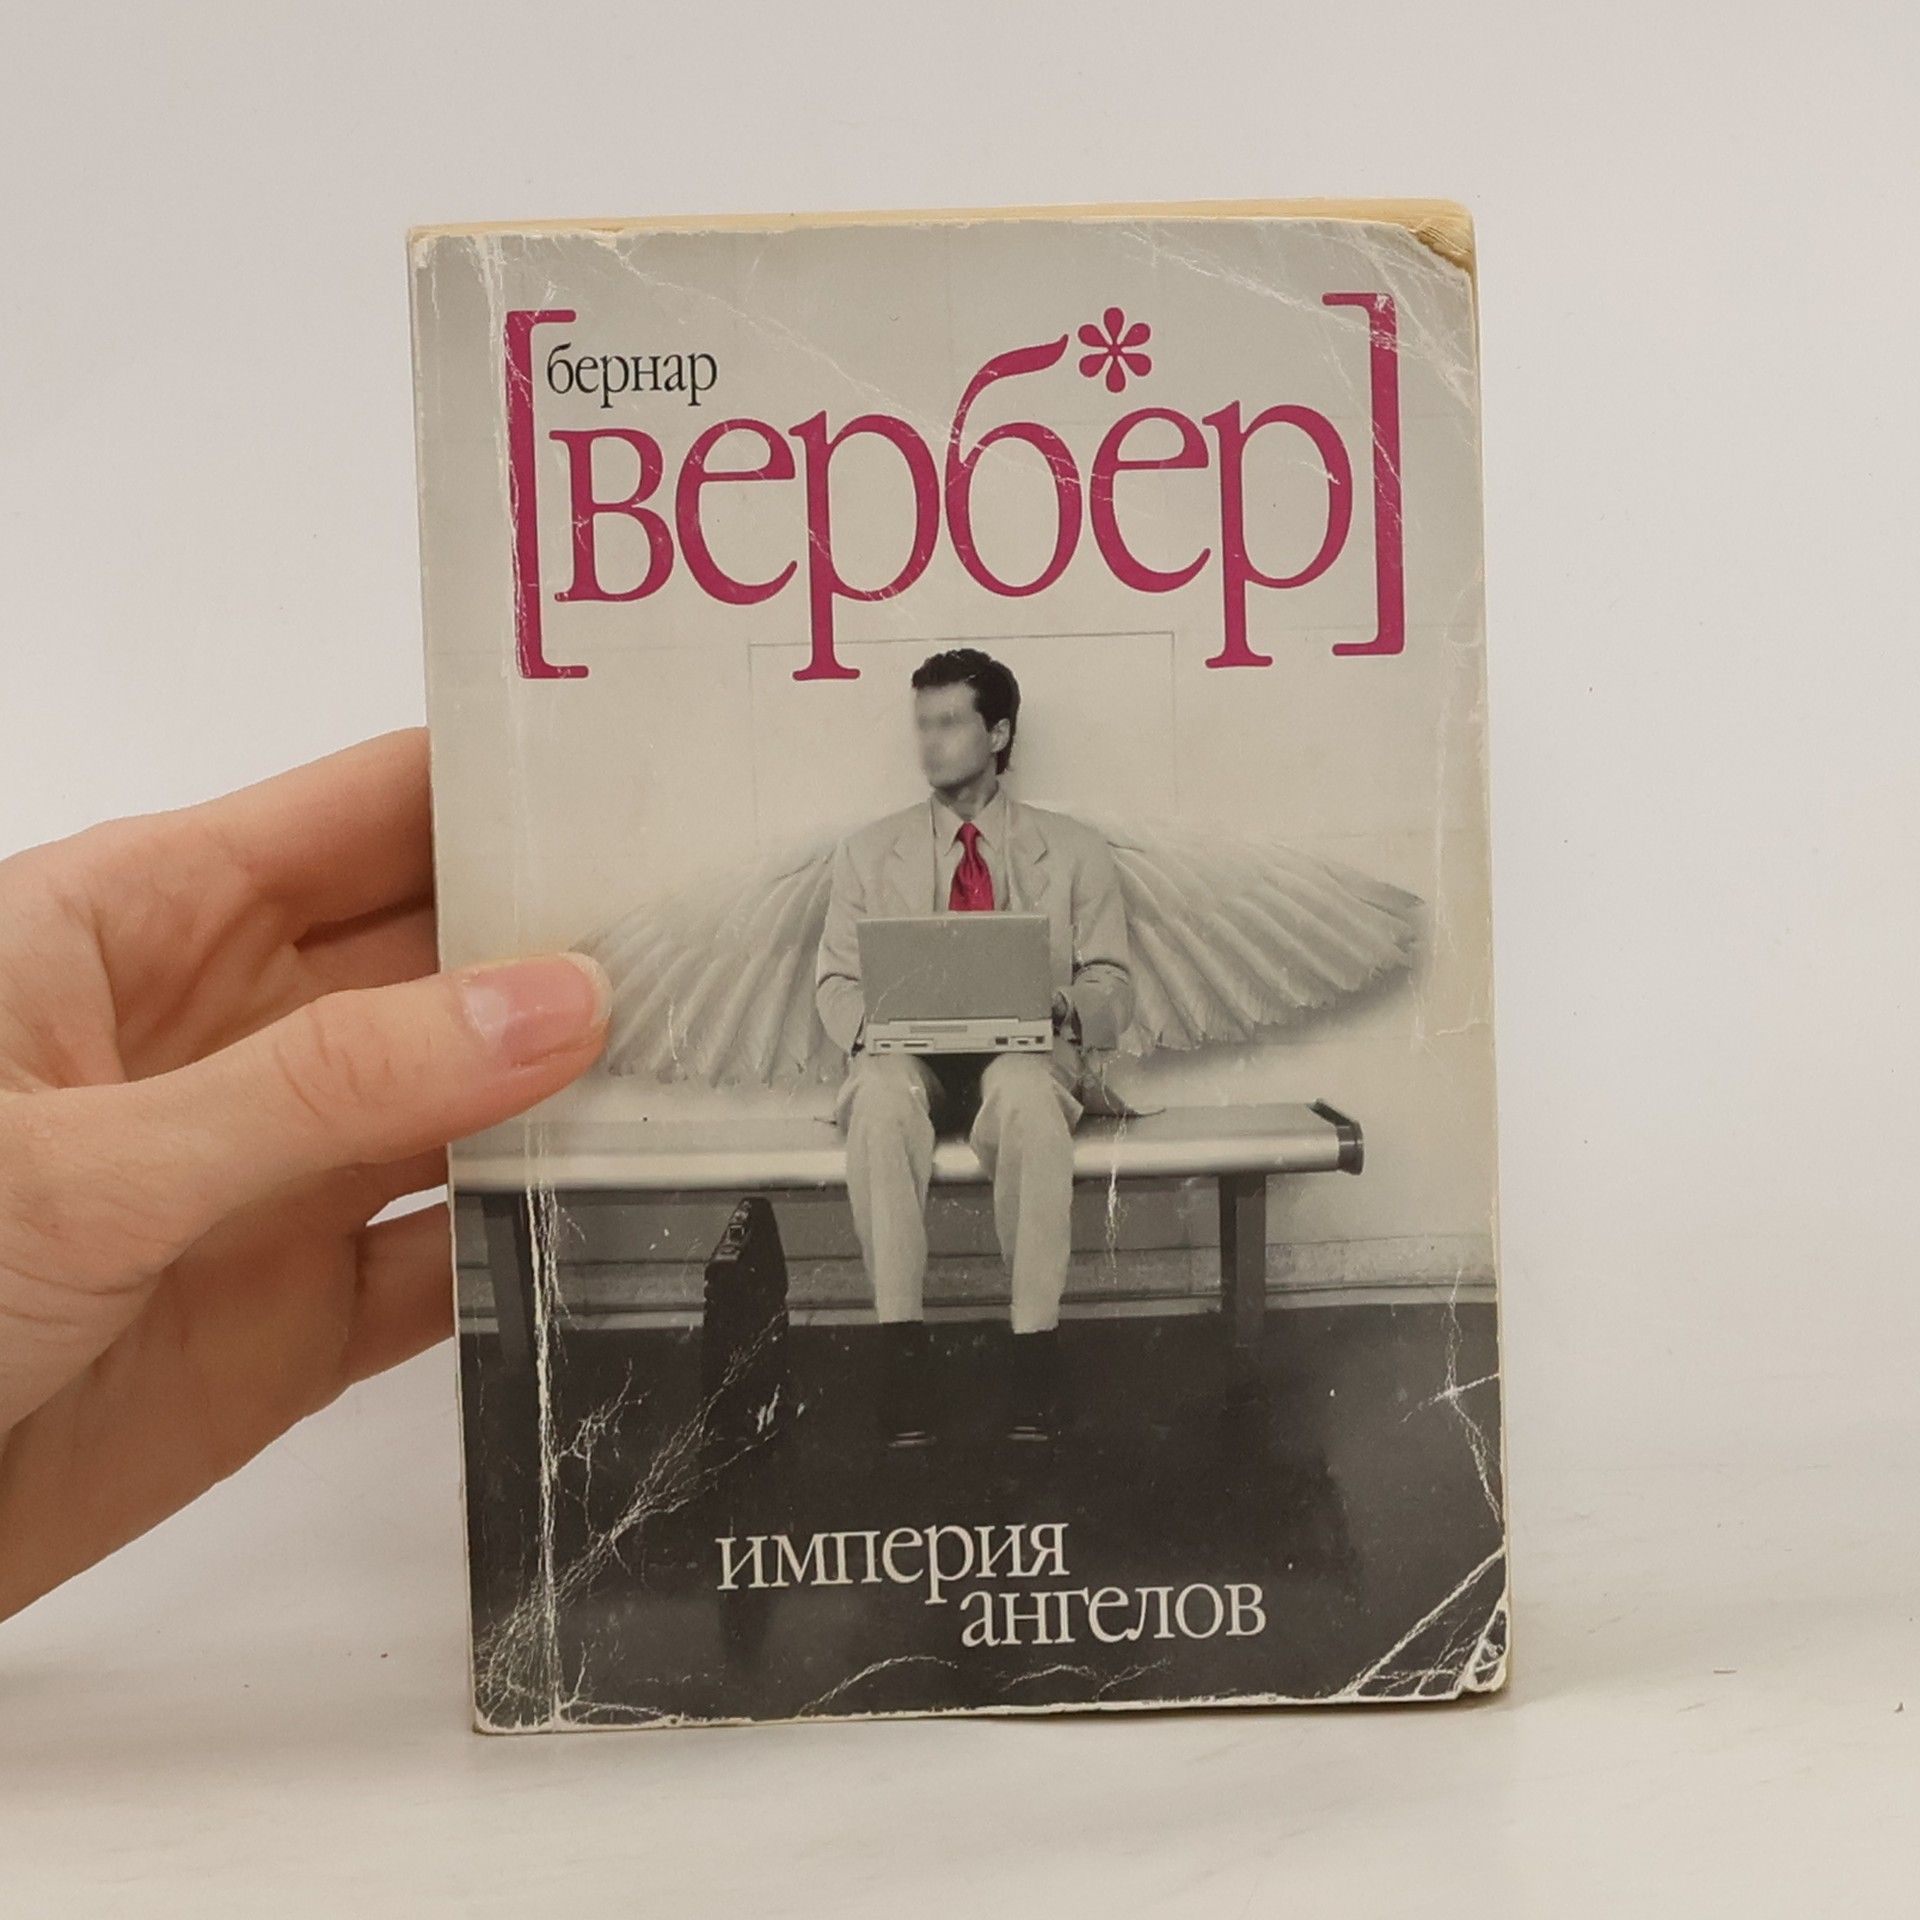 [бернар
вербер*]
империя
ангелов